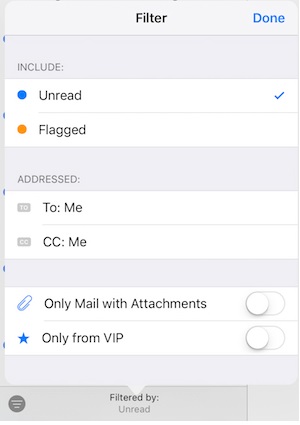 Filter Done
INCLUDE:
Unread
Flagged
ADDRESSED:
TO To: Me
CC CC: Me
Only Mail with Attachments
Only from VIP
Filtered by:
Unread